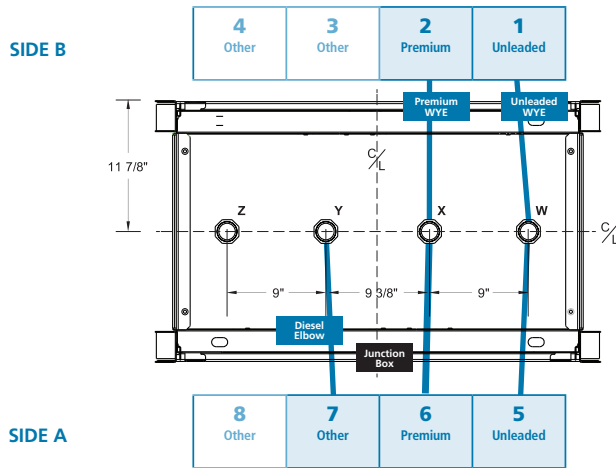 SIDE B
4
Other
3
Other
2
Premium
1
Unleaded
Premium
WYE
Unleaded
WYE
11 7/8"
C/L
Z
Y
X
W
C/L
9"
9 3/8"
9"
Diesel
Elbow
Junction
Box
SIDE A
8
Other
7
Other
6
Premium
5
Unleaded